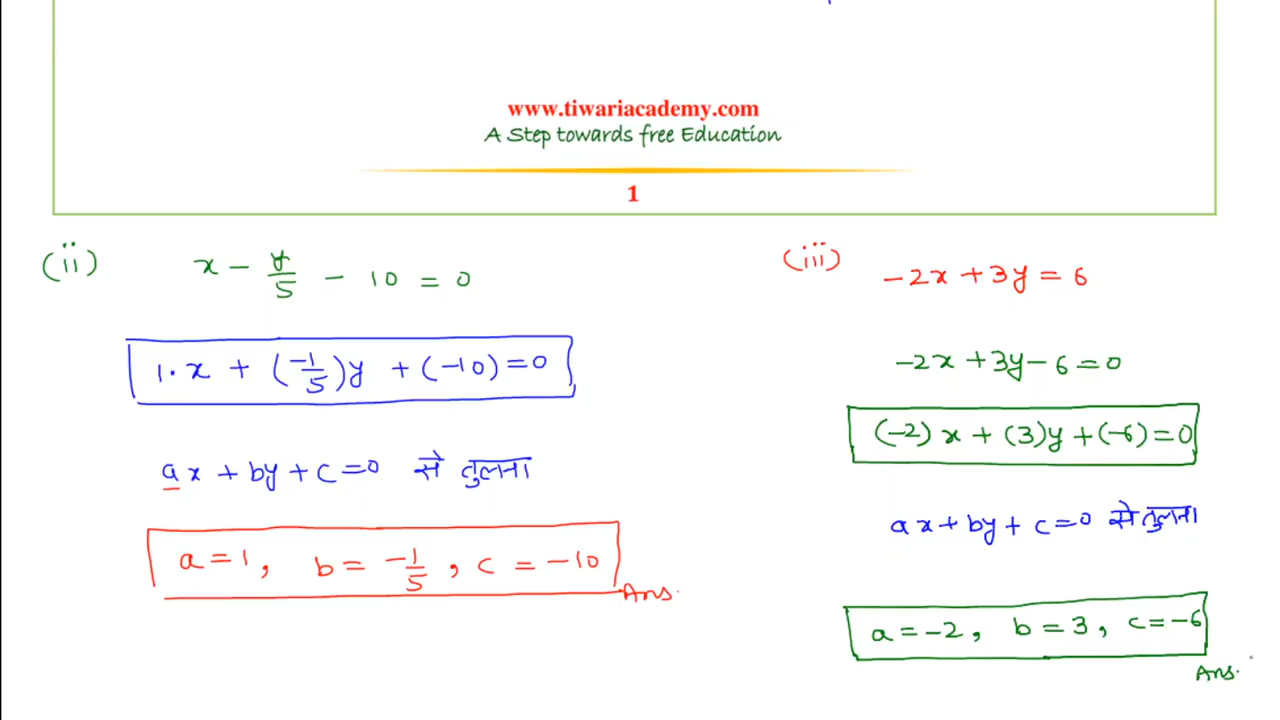 www.tiwariacademy.com
A Step towards free Education
1
(ii) x - y/5 - 10 = 0
1.x + (-1/5)y + (-10) = 0
ax + by + c = 0 से तुलना
a = 1, b = -1/5, c = -10
Ans.
(iii) -2x + 3y = 6
-2x + 3y - 6 = 0
(-2)x + (3)y + (-6) = 0
ax + by + c = 0 से तुलना
a = -2, b = 3, c = -6
Ans.